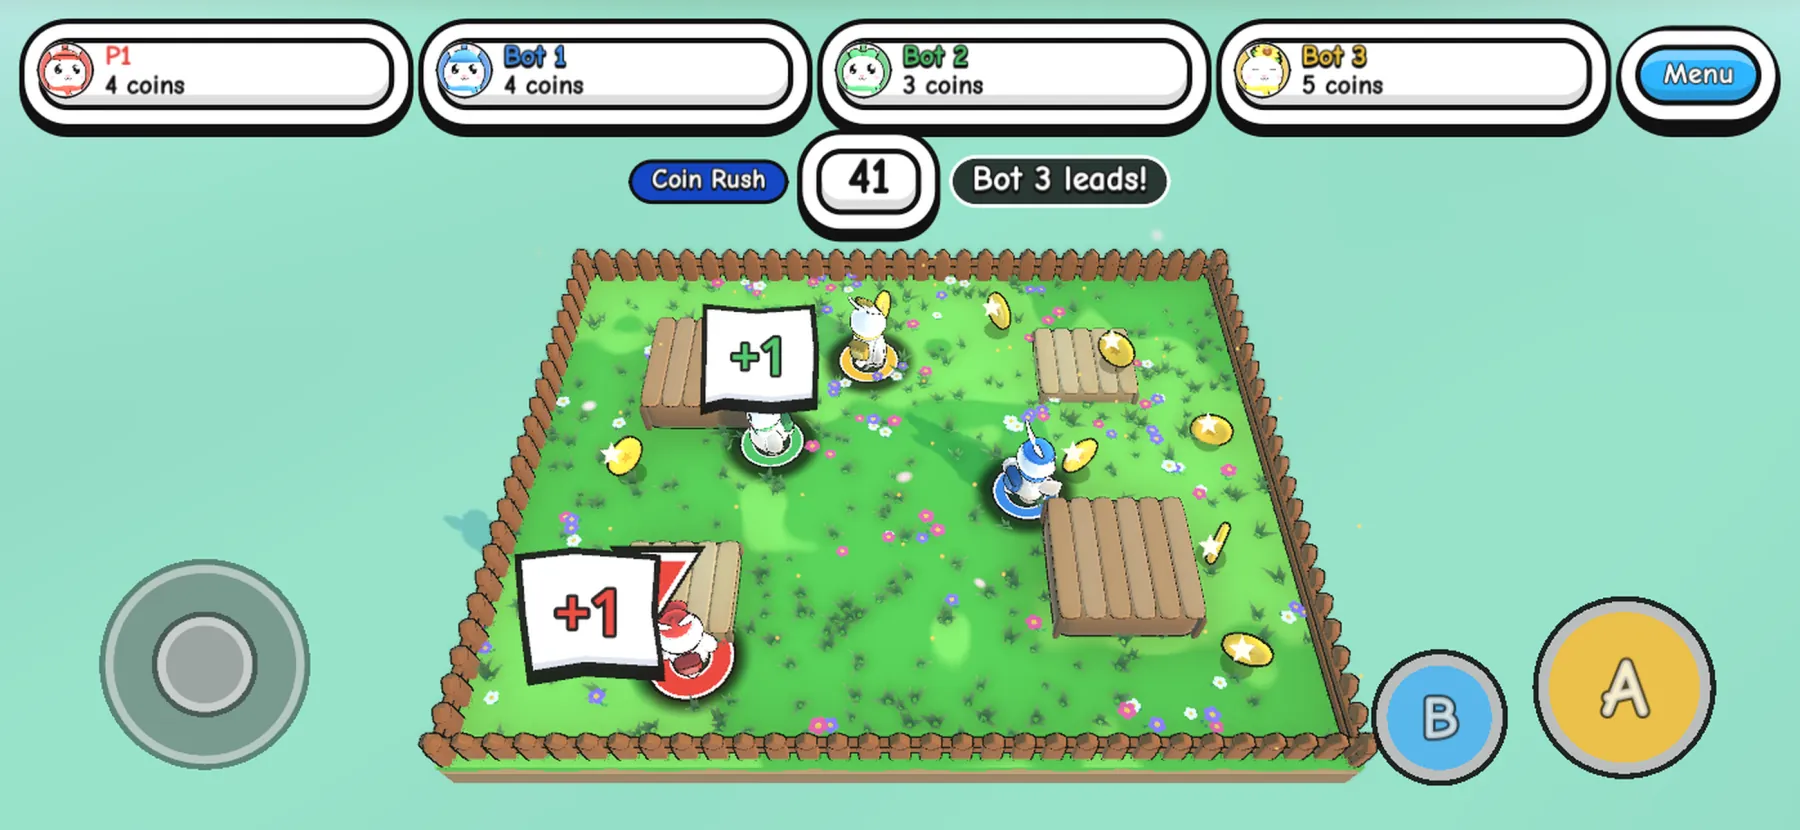 P1
4 coins
Bot 1
4 coins
Bot 2
3 coins
Bot 3
5 coins
Menu
Coin Rush
41
Bot 3 leads!
+1
+1
B
A